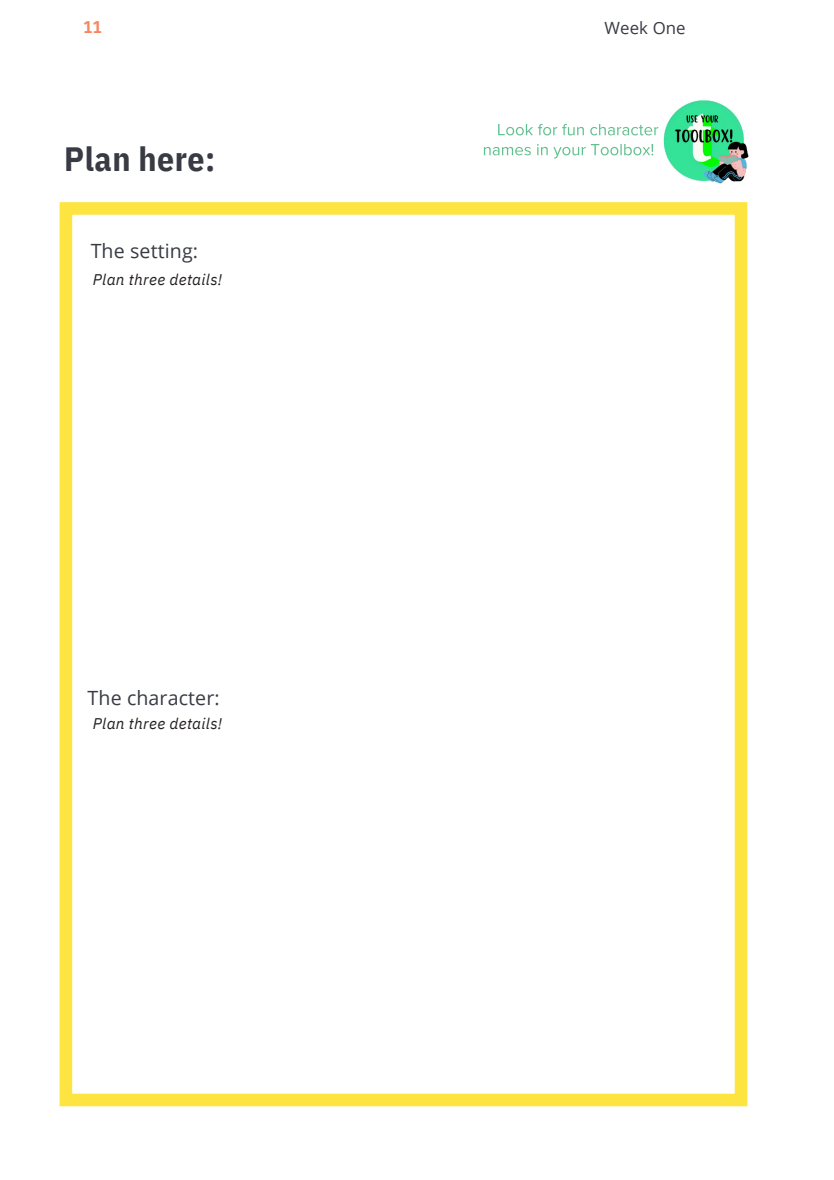 11
Week One
Look for fun character
names in your Toolbox!
USE YOUR
TOOLBOX!
t
Plan here:
The setting:
Plan three details!
The character:
Plan three details!